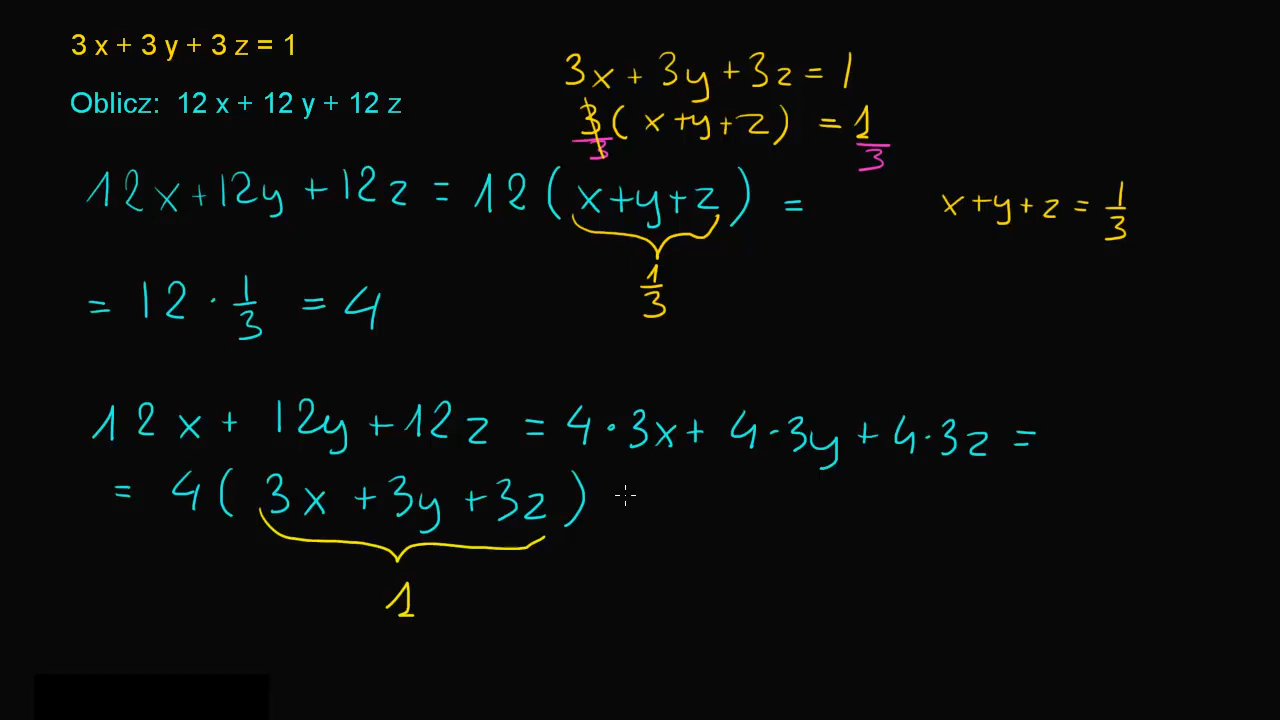 3 x + 3 y + 3 z = 1
Oblicz: 12 x + 12 y + 12 z
3x + 3y + 3z = 1
3/3 ( x+y+z ) = 1/3
12x+12y+12z = 12 ( x+y+z ) =
1/3
x+y+z = 1/3
= 12 · 1/3 = 4
12x + 12y + 12z = 4 · 3x + 4 · 3y + 4 · 3z =
= 4 ( 3x + 3y + 3z )
1